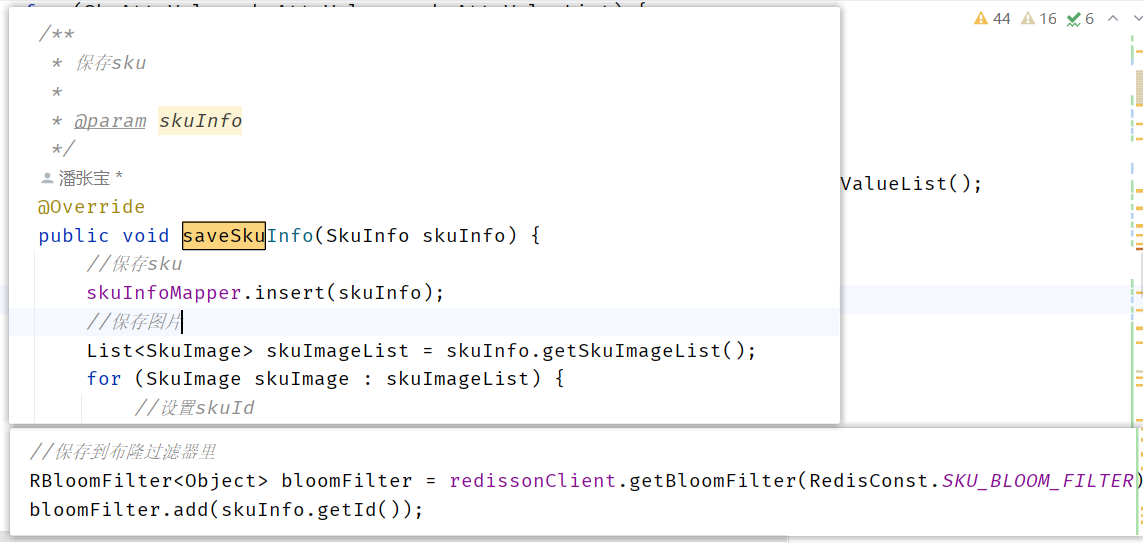 44 16 6
/**
* 保存sku
*
* @param skuInfo
*/
潘张宝 *
ValueList();
@Override
public void saveSkuInfo(SkuInfo skuInfo) {
//保存sku
skuInfoMapper.insert(skuInfo);
//保存图片
List<SkuImage> skuImageList = skuInfo.getSkuImageList();
for (SkuImage skuImage : skuImageList) {
//设置skuId
//保存到布隆过滤器里
RBloomFilter<Object> bloomFilter = redissonClient.getBloomFilter(RedisConst.SKU_BLOOM_FILTER)
bloomFilter.add(skuInfo.getId());